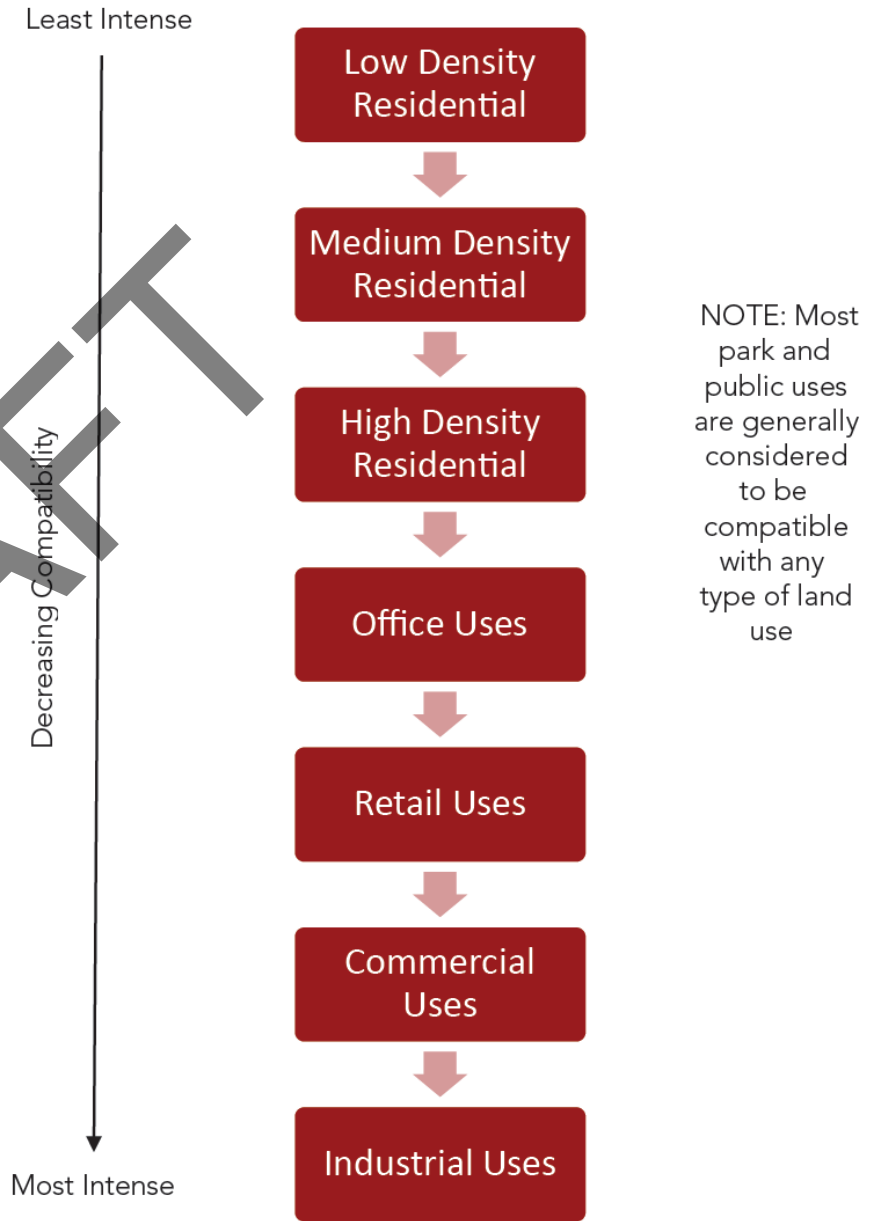 Least Intense
Low Density
Residential
Medium Density
Residential
High Density
Residential
Office Uses
Retail Uses
Commercial
Uses
Industrial Uses
Most Intense
Decreasing Compatibility
NOTE: Most
park and
public uses
are generally
considered
to be
compatible
with any
type of land
use
AFT